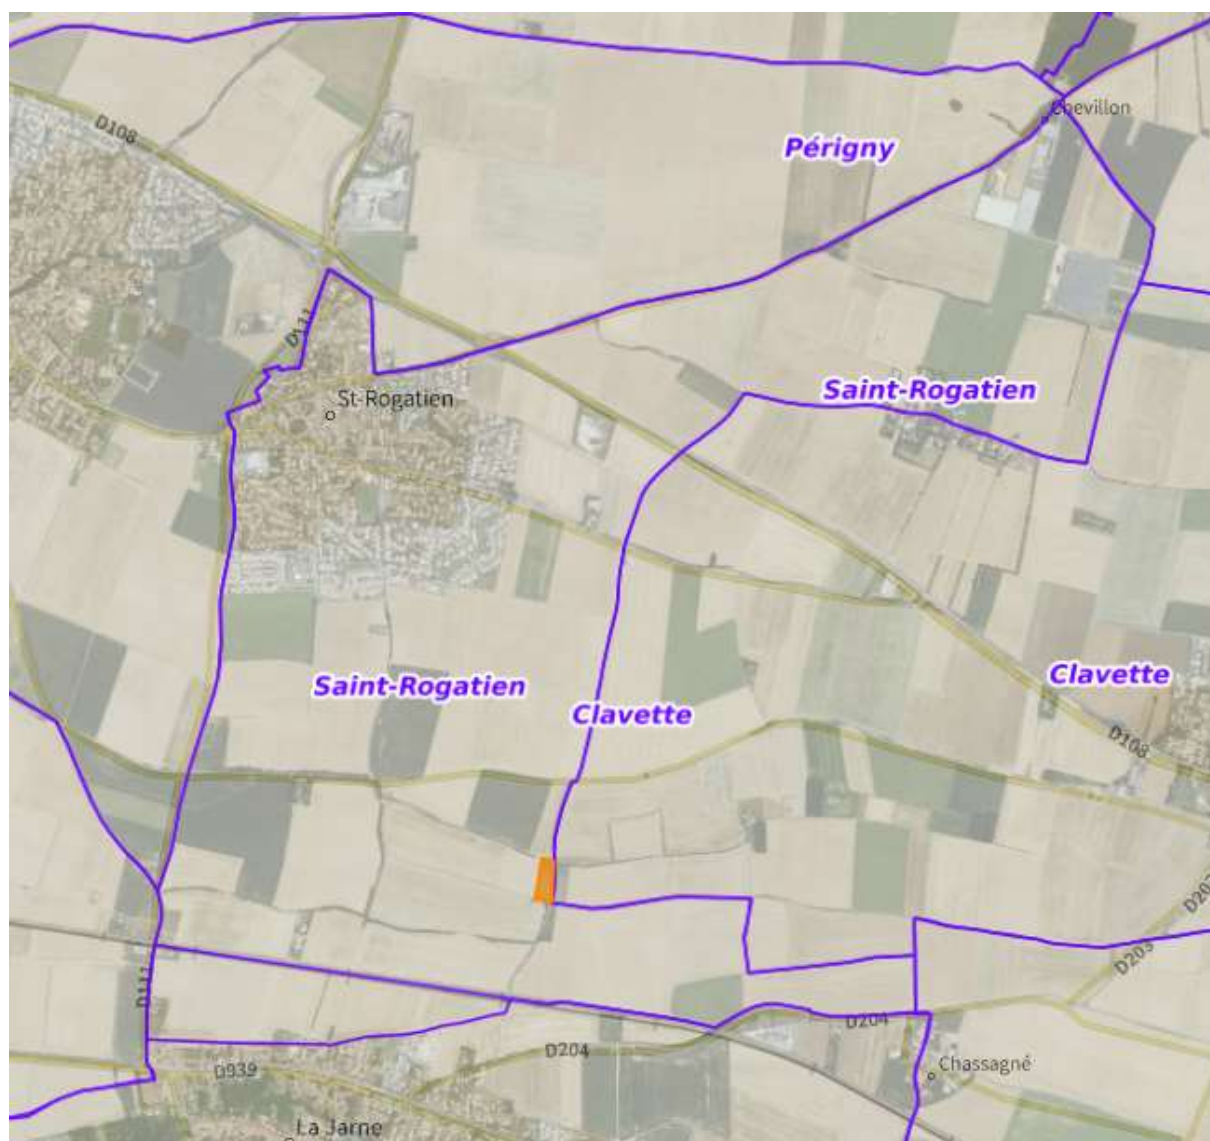 D108
Chevillon
Périgny
D111
St-Rogatien
Saint-Rogatien
Saint-Rogatien
Clavette
Clavette
D108
D203
D203
D111
D204
D204
Chassagné
D939
La Jarne